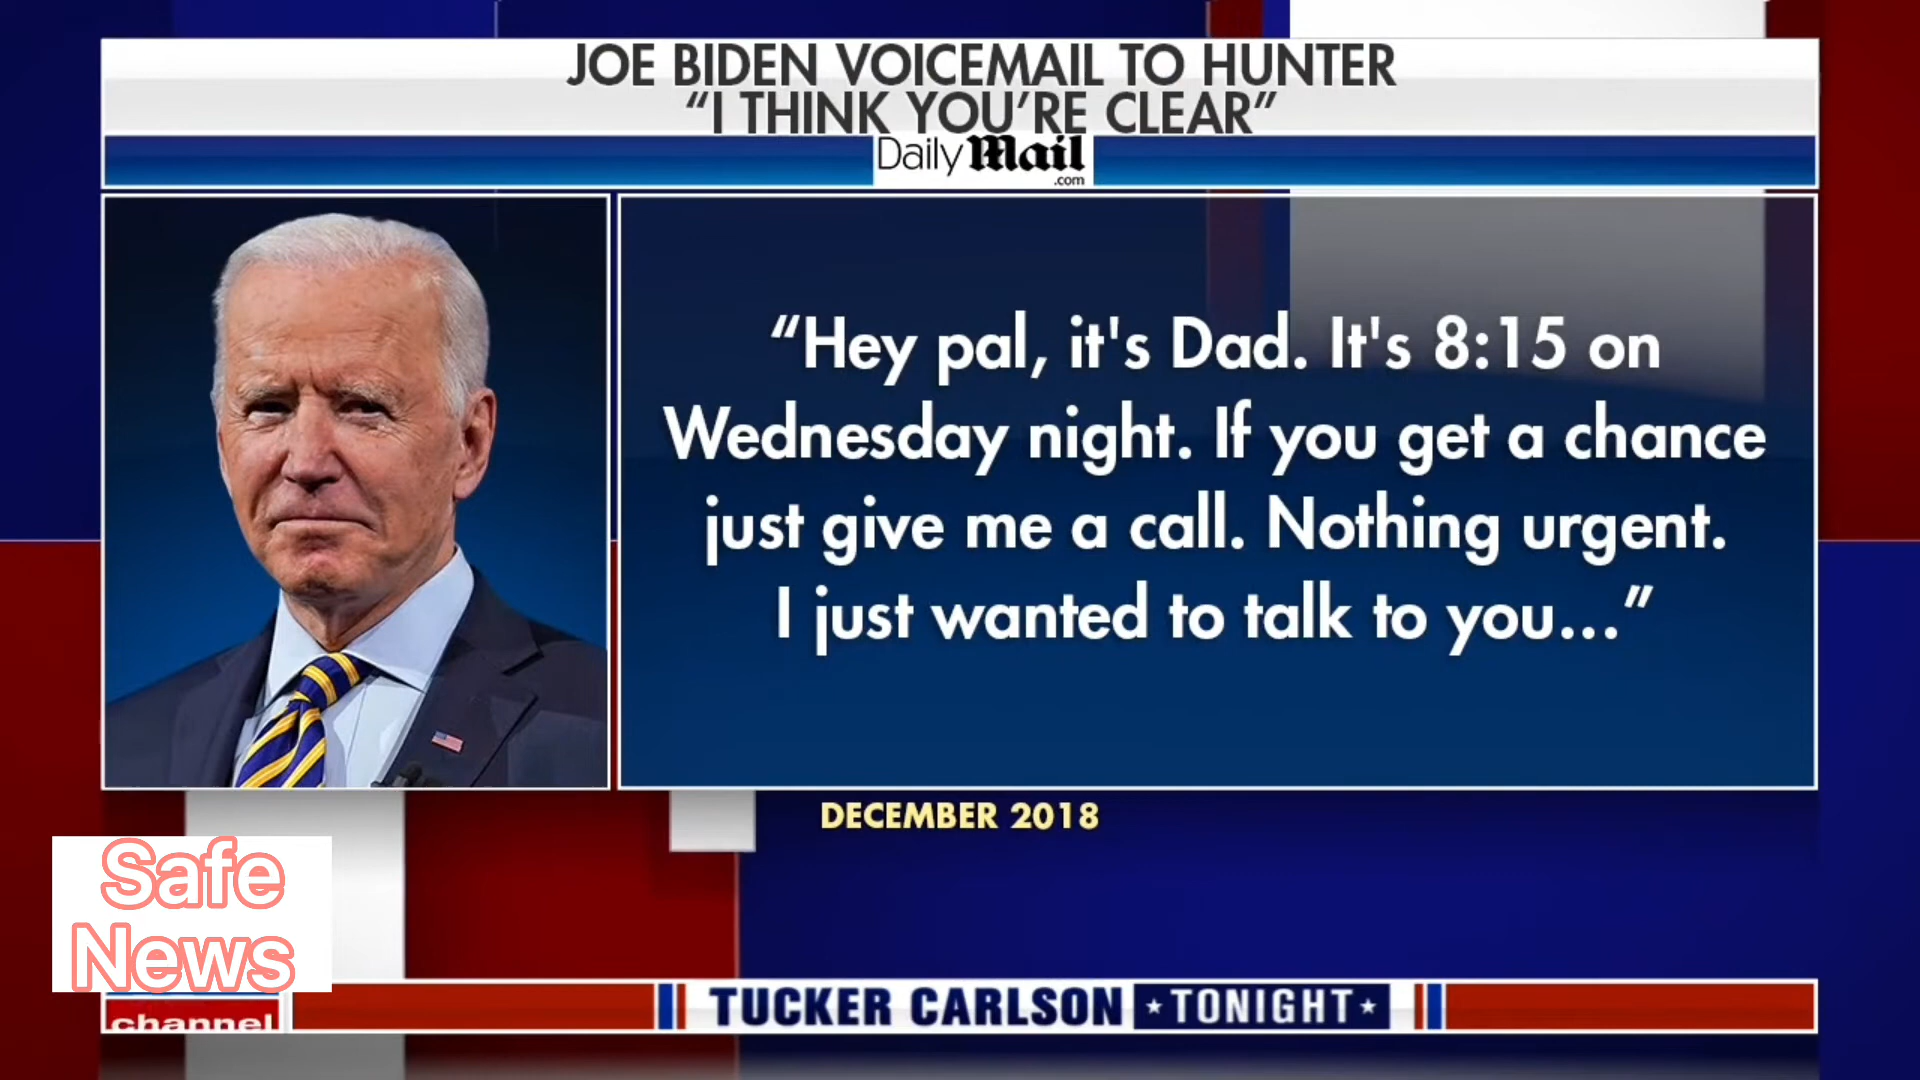 JOE BIDEN VOICEMAIL TO HUNTER
“I THINK YOU’RE CLEAR”
Daily Mail
.com
“Hey pal, it's Dad. It's 8:15 on
Wednesday night. If you get a chance
just give me a call. Nothing urgent.
I just wanted to talk to you...”
DECEMBER 2018
Safe
News
channel
TUCKER CARLSON TONIGHT